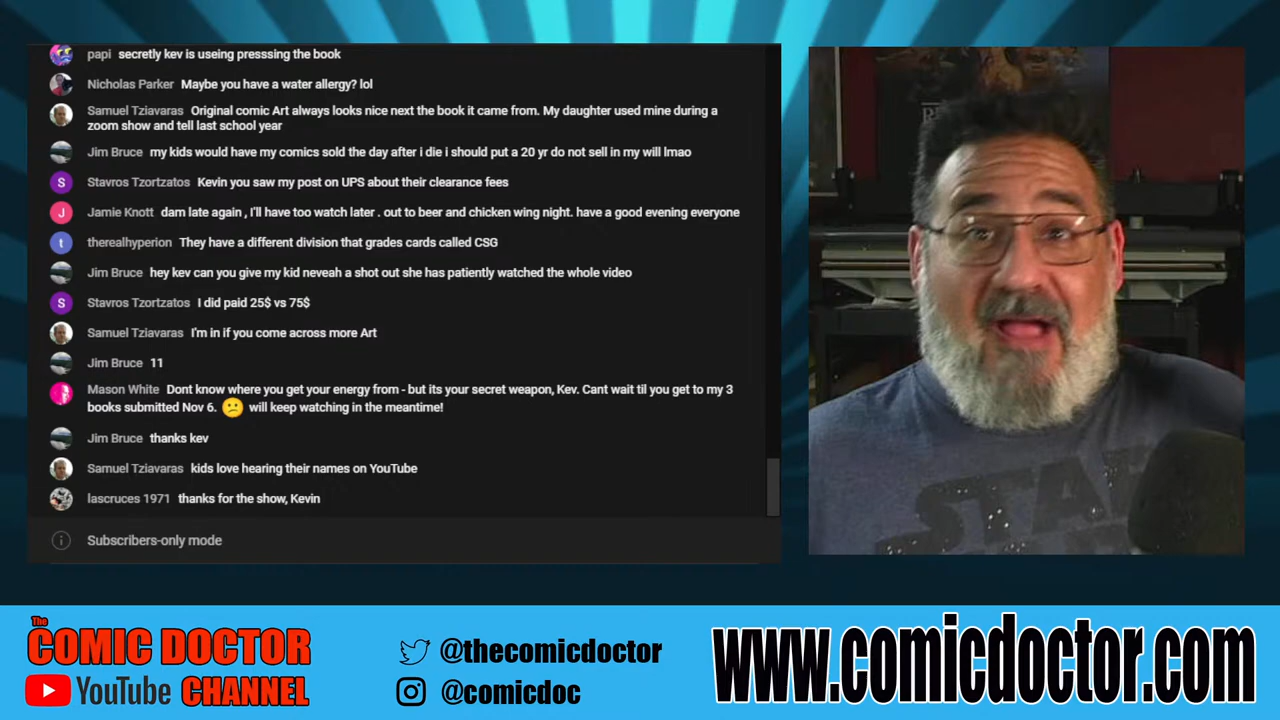 papi secretly kev is useing presssing the book
Nicholas Parker Maybe you have a water allergy? lol
Samuel Tziavaras Original comic Art always looks nice next the book it came from. My daughter used mine during a
zoom show and tell last school year
Jim Bruce my kids would have my comics sold the day after i die i should put a 20 yr do not sell in my will lmao
S Stavros Tzortzatos Kevin you saw my post on UPS about their clearance fees
J Jamie Knott dam late again , I'll have too watch later . out to beer and chicken wing night. have a good evening everyone
t therealhyperion They have a different division that grades cards called CSG
Jim Bruce hey kev can you give my kid neveah a shot out she has patiently watched the whole video
S Stavros Tzortzatos I did paid 25$ vs 75$
Samuel Tziavaras I'm in if you come across more Art
Jim Bruce 11
Mason White Dont know where you get your energy from - but its your secret weapon, Kev. Cant wait til you get to my 3
books submitted Nov 6. 😕 will keep watching in the meantime!
Jim Bruce thanks kev
Samuel Tziavaras kids love hearing their names on YouTube
lascruces 1971 thanks for the show, Kevin
Subscribers-only mode
STAR
The
COMIC DOCTOR
YouTube CHANNEL
@thecomicdoctor
@comicdoc
www.comicdoctor.com